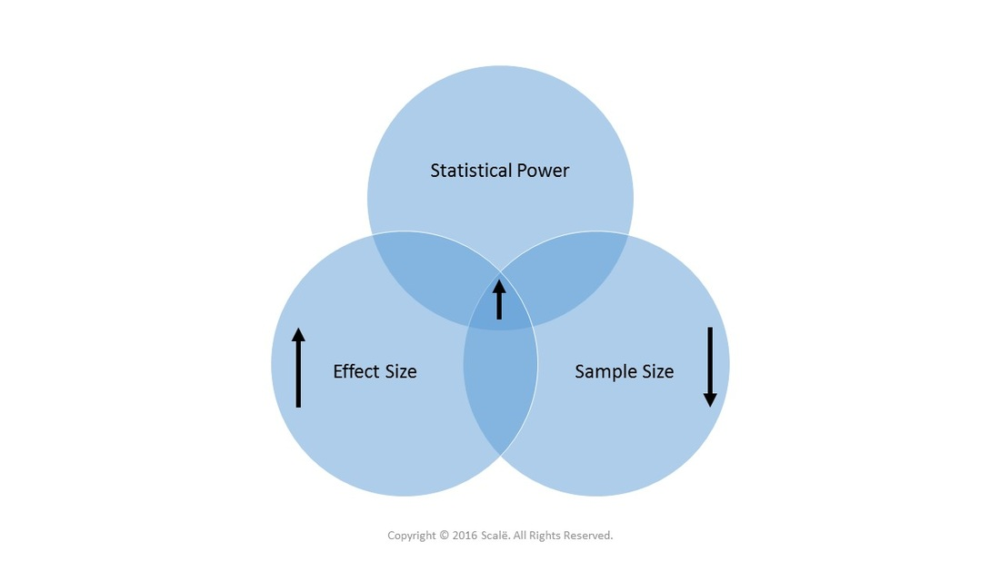 Statistical Power
Effect Size
Sample Size
Copyright © 2016 Scalë. All Rights Reserved.